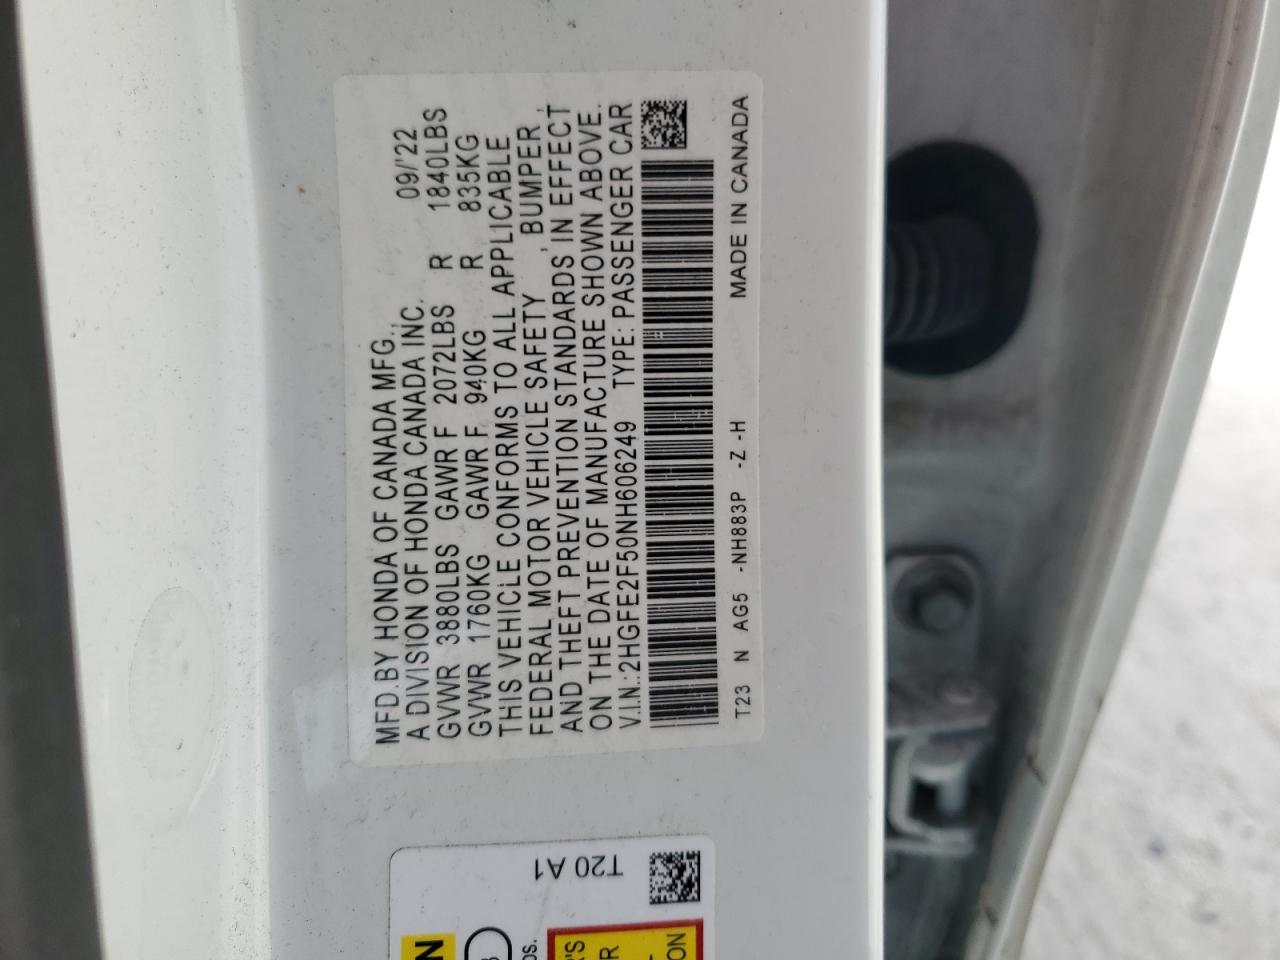 MFD.BY HONDA OF CANADA MFG.,
A DIVISION OF HONDA CANADA INC. 09/'22
GVWR 3880LBS GAWR F 2072LBS R 1840LBS
GVWR 1760KG GAWR F 940KG R 835KG
THIS VEHICLE CONFORMS TO ALL APPLICABLE
FEDERAL MOTOR VEHICLE SAFETY , BUMPER ,
AND THEFT PREVENTION STANDARDS IN EFFECT
ON THE DATE OF MANUFACTURE SHOWN ABOVE.
V.I.N.:2HGFE2F50NH606249 TYPE: PASSENGER CAR
T23 N AG5 -NH883P -Z -H MADE IN CANADA
T20 A1